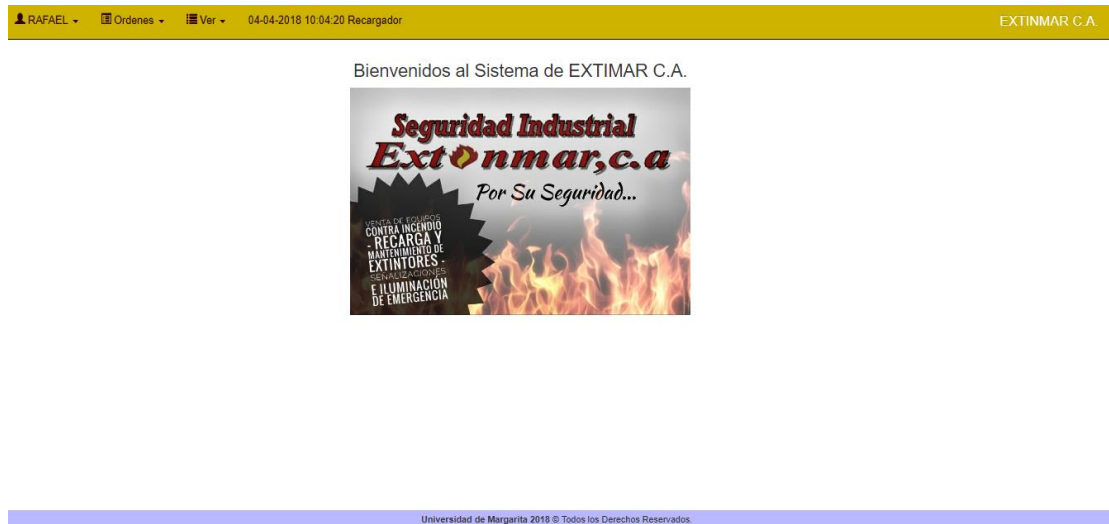 RAFAEL Ordenes Ver 04-04-2018 10:04:20 Recargador EXTINMAR C.A.
Bienvenidos al Sistema de EXTIMAR C.A.
Seguridad Industrial
Extinmar,c.a
Por Su Seguridad...
VENTA DE EQUIPOS
CONTRA INCENDIO
- RECARGA Y
MANTENIMIENTO DE
EXTINTORES -
SEÑALIZACIONES
E ILUMINACIÓN
DE EMERGENCIA
Universidad de Margarita 2018 © Todos los Derechos Reservados.